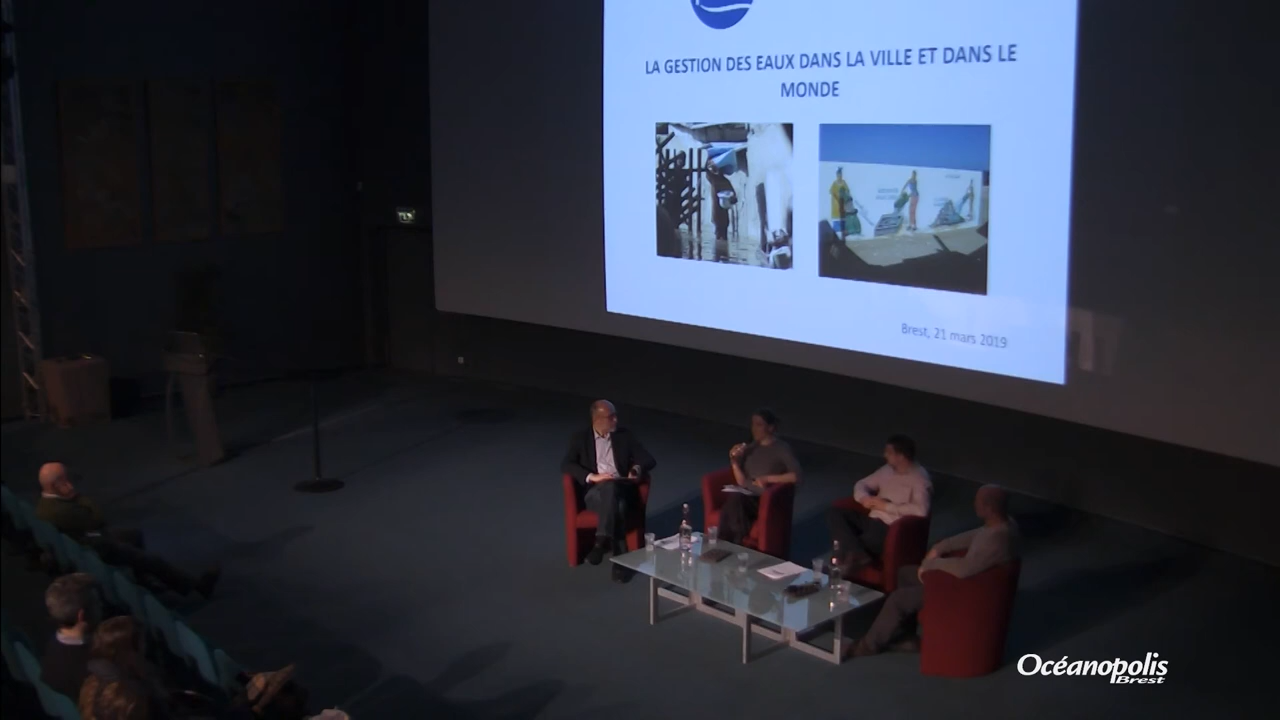 LA GESTION DES EAUX DANS LA VILLE ET DANS LE
MONDE
Brest, 21 mars 2019
Océanopolis
Brest